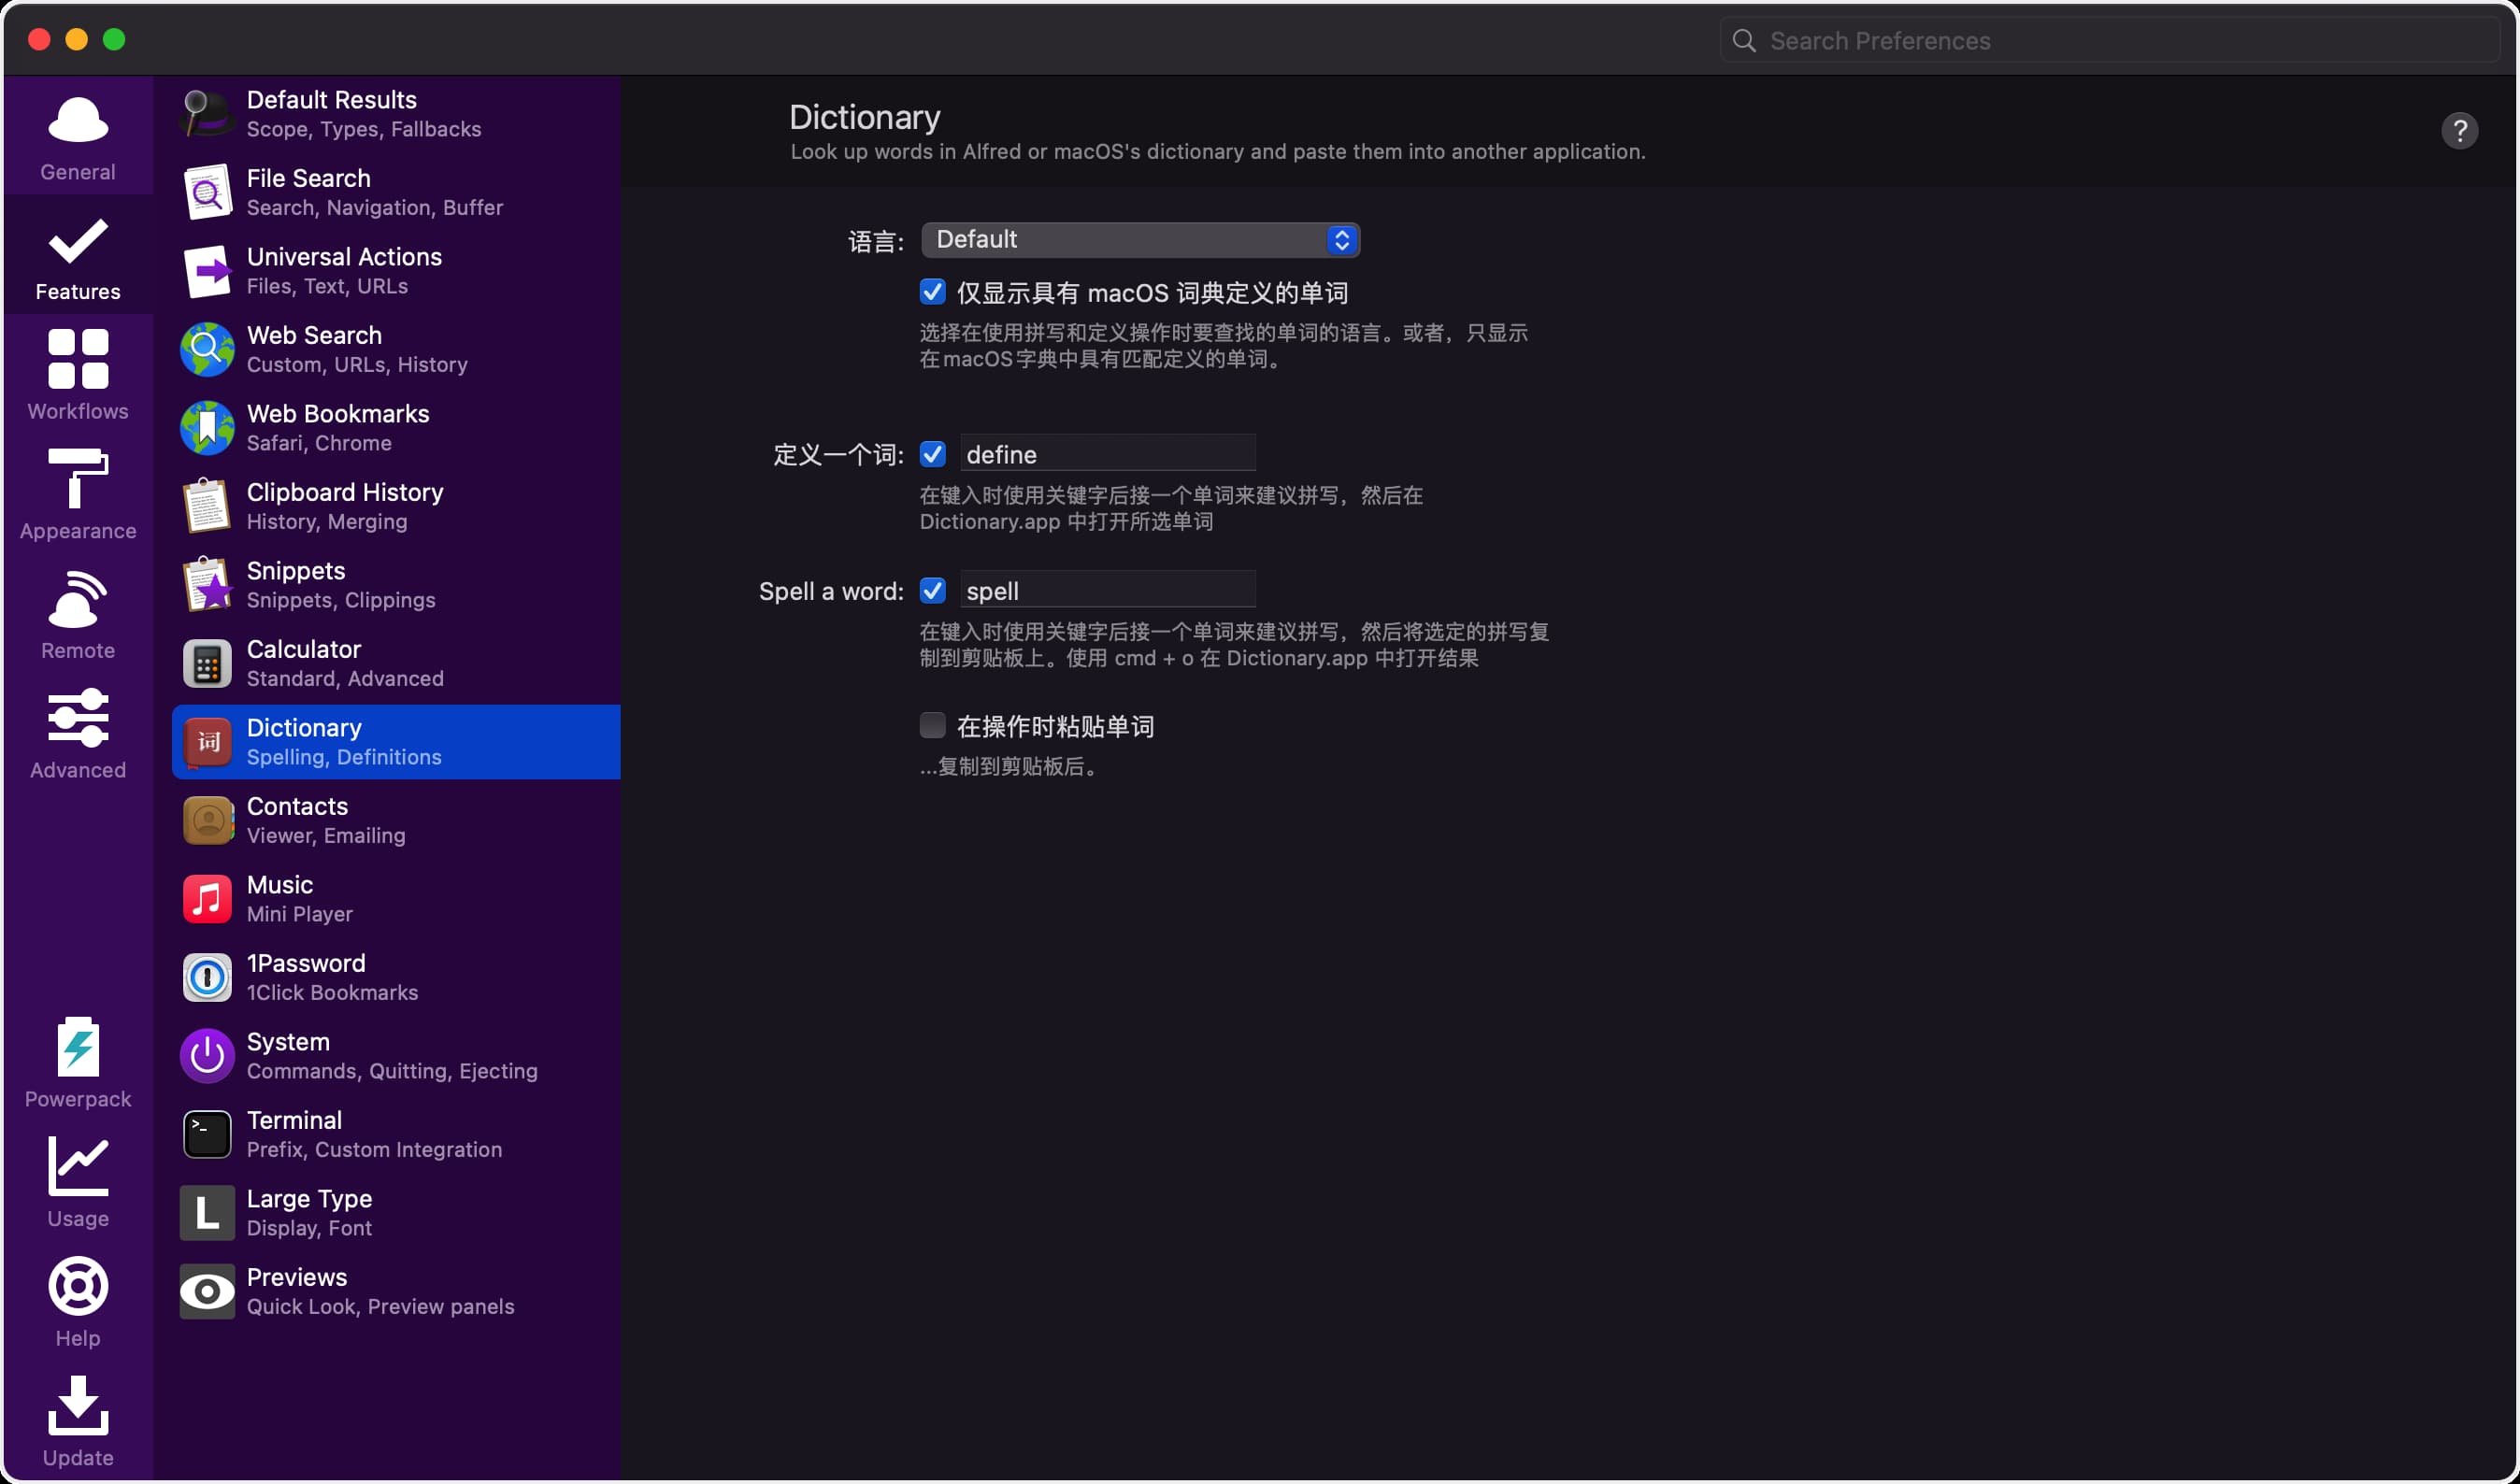 Search Preferences
General
Features
Workflows
Appearance
Remote
Advanced
Powerpack
Usage
Help
Update
Default Results
Scope, Types, Fallbacks
File Search
Search, Navigation, Buffer
Universal Actions
Files, Text, URLs
Web Search
Custom, URLs, History
Web Bookmarks
Safari, Chrome
Clipboard History
History, Merging
Snippets
Snippets, Clippings
Calculator
Standard, Advanced
词
Dictionary
Spelling, Definitions
Contacts
Viewer, Emailing
Music
Mini Player
1Password
1Click Bookmarks
System
Commands, Quitting, Ejecting
>_
Terminal
Prefix, Custom Integration
L
Large Type
Display, Font
Previews
Quick Look, Preview panels
Dictionary
Look up words in Alfred or macOS's dictionary and paste them into another application.
?
语言: Default
仅显示具有 macOS 词典定义的单词
选择在使用拼写和定义操作时要查找的单词的语言。或者，只显示
在macOS字典中具有匹配定义的单词。
定义一个词: define
在键入时使用关键字后接一个单词来建议拼写，然后在
Dictionary.app 中打开所选单词
Spell a word: spell
在键入时使用关键字后接一个单词来建议拼写，然后将选定的拼写复
制到剪贴板上。使用 cmd + o 在 Dictionary.app 中打开结果
在操作时粘贴单词
...复制到剪贴板后。